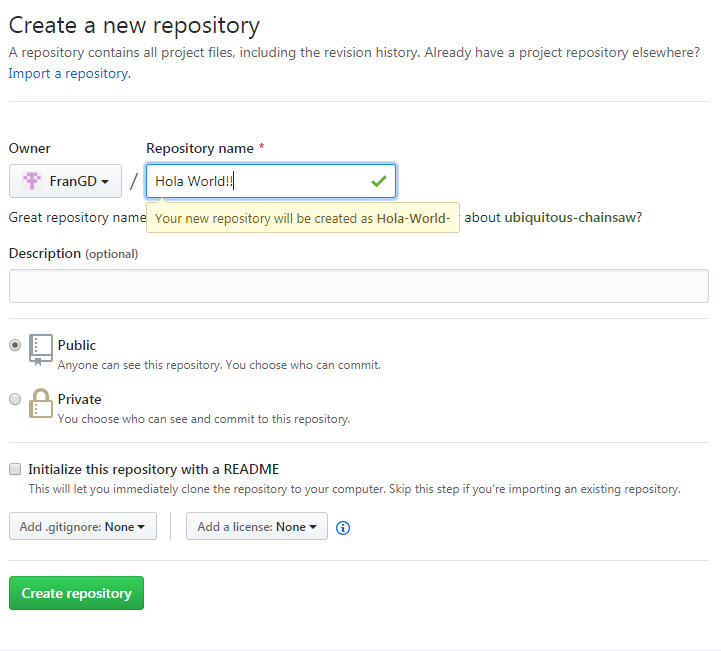 Create a new repository
A repository contains all project files, including the revision history. Already have a project repository elsewhere?
Import a repository.
Owner
Repository name *
FranGD
/
Hola World!!
Great repository name
Your new repository will be created as Hola-World-
about ubiquitous-chainsaw?
Description (optional)
Public
Anyone can see this repository. You choose who can commit.
Private
You choose who can see and commit to this repository.
Initialize this repository with a README
This will let you immediately clone the repository to your computer. Skip this step if you’re importing an existing repository.
Add .gitignore: None
Add a license: None
Create repository